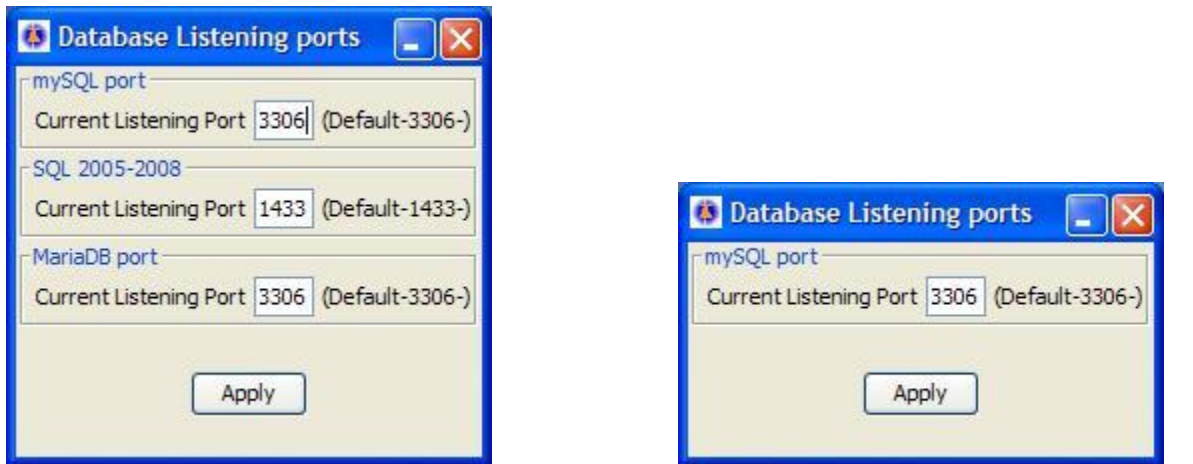 Database Listening ports
mySQL port
Current Listening Port 3306 (Default-3306-)
SQL 2005-2008
Current Listening Port 1433 (Default-1433-)
MariaDB port
Current Listening Port 3306 (Default-3306-)
Apply
Database Listening ports
mySQL port
Current Listening Port 3306 (Default-3306-)
Apply